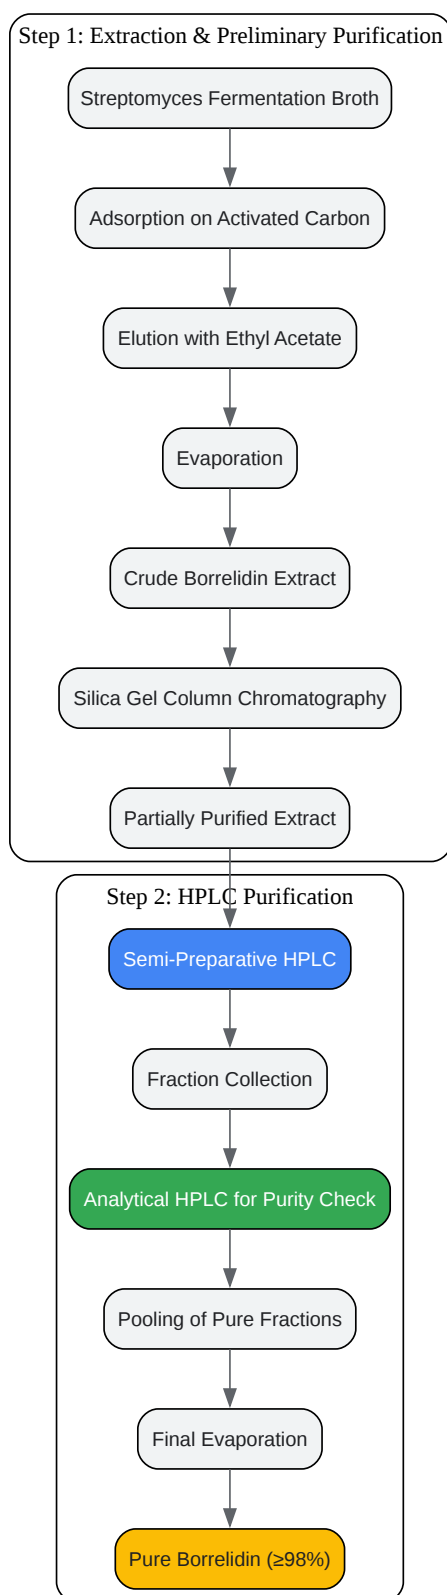 Step 1: Extraction & Preliminary Purification
Streptomyces Fermentation Broth
Adsorption on Activated Carbon
Elution with Ethyl Acetate
Evaporation
Crude Borrelidin Extract
Silica Gel Column Chromatography
Partially Purified Extract
Step 2: HPLC Purification
Semi-Preparative HPLC
Fraction Collection
Analytical HPLC for Purity Check
Pooling of Pure Fractions
Final Evaporation
Pure Borrelidin (≥98%)